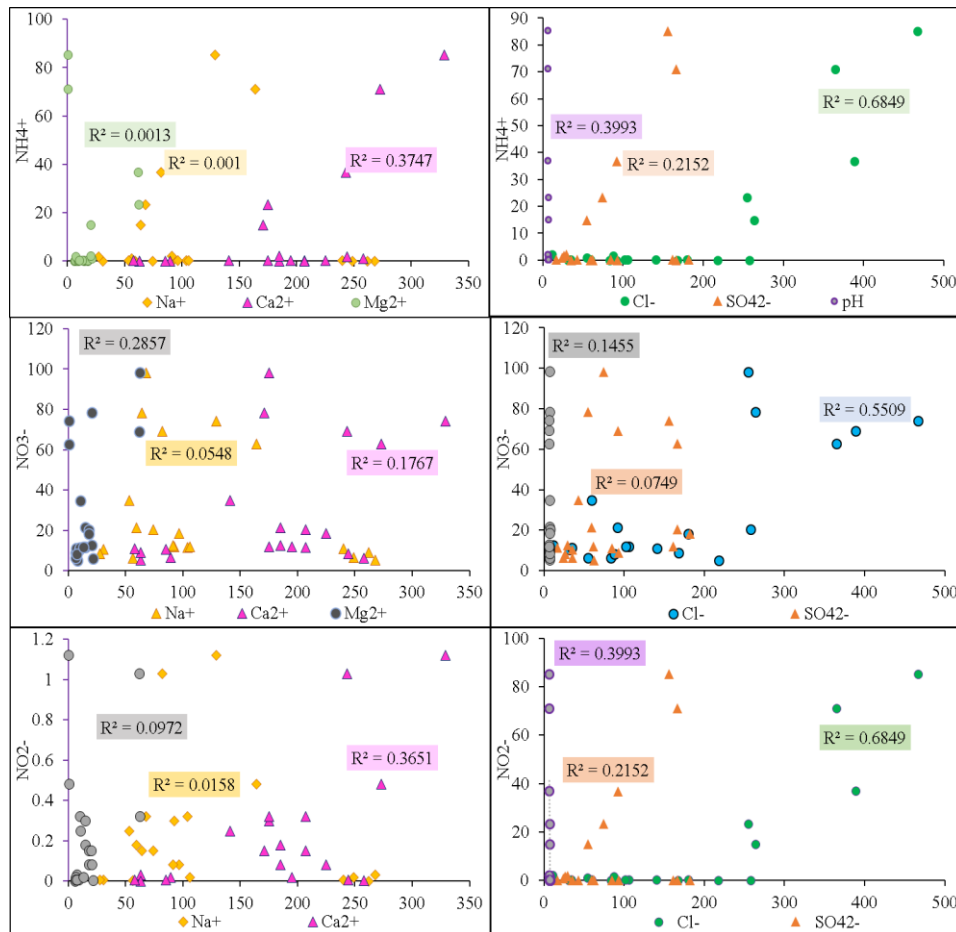 100
80
60
40
20
0
NH4+
R² = 0.0013
R² = 0.001
R² = 0.3747
0 50 100 150 200 250 300 350
Na+ Ca2+ Mg2+
90
80
70
60
50
40
30
20
10
0
NH4+
R² = 0.3993
R² = 0.6849
R² = 0.2152
0 100 200 300 400 500
Cl- SO42- pH
120
100
80
60
40
20
0
NO3-
R² = 0.2857
R² = 0.0548
R² = 0.1767
0 50 100 150 200 250 300 350
Na+ Ca2+ Mg2+
120
100
80
60
40
20
0
NO3-
R² = 0.1455
R² = 0.5509
R² = 0.0749
0 100 200 300 400 500
Cl- SO42-
1.2
1
0.8
0.6
0.4
0.2
0
NO2-
R² = 0.0972
R² = 0.3651
R² = 0.0158
0 50 100 150 200 250 300 350
Na+ Ca2+
100
80
60
40
20
0
NO2-
R² = 0.3993
R² = 0.6849
R² = 0.2152
0 100 200 300 400 500
Cl- SO42-